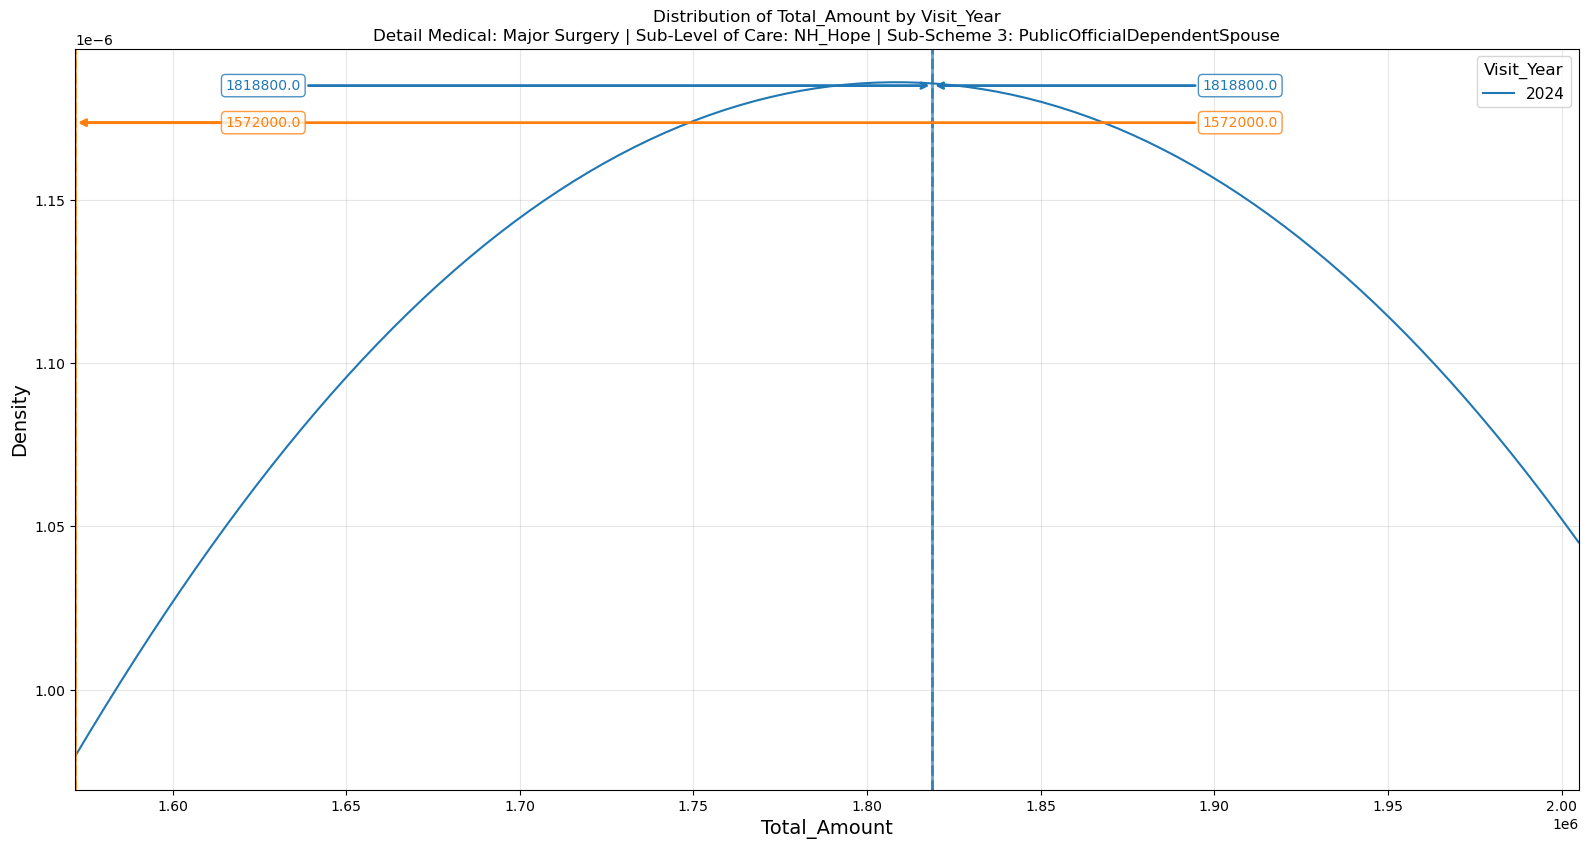 Distribution of Total_Amount by Visit_Year
Detail Medical: Major Surgery | Sub-Level of Care: NH_Hope | Sub-Scheme 3: PublicOfficialDependentSpouse
1e−6
Visit_Year
2024
1818800.0
1818800.0
1572000.0
1572000.0
1.15
1.10
1.05
1.00
Density
1.60
1.65
1.70
1.75
1.80
1.85
1.90
1.95
2.00
1e6
Total_Amount